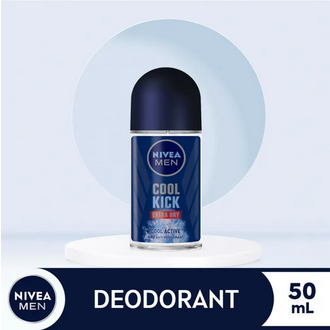 NIVEA
MEN
COOL
KICK
EXTRA DRY
COOL ACTIVE
NIVEA
MEN
DEODORANT
50
mL